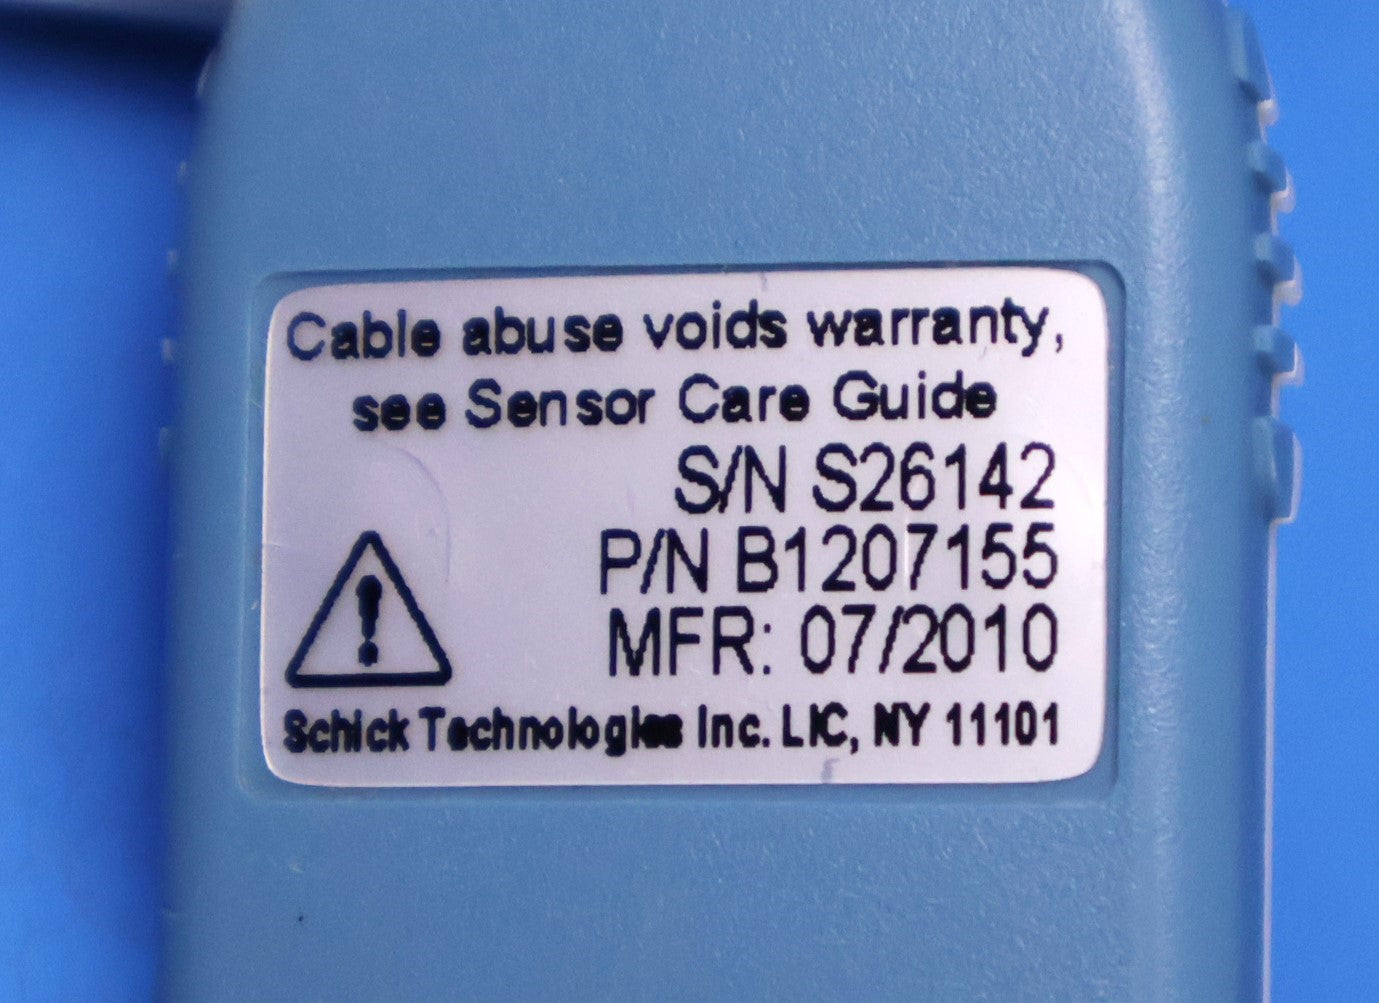 Cable abuse voids warranty,
see Sensor Care Guide
S/N S26142
P/N B1207155
MFR: 07/2010
Schick Technologies Inc. LIC, NY 11101